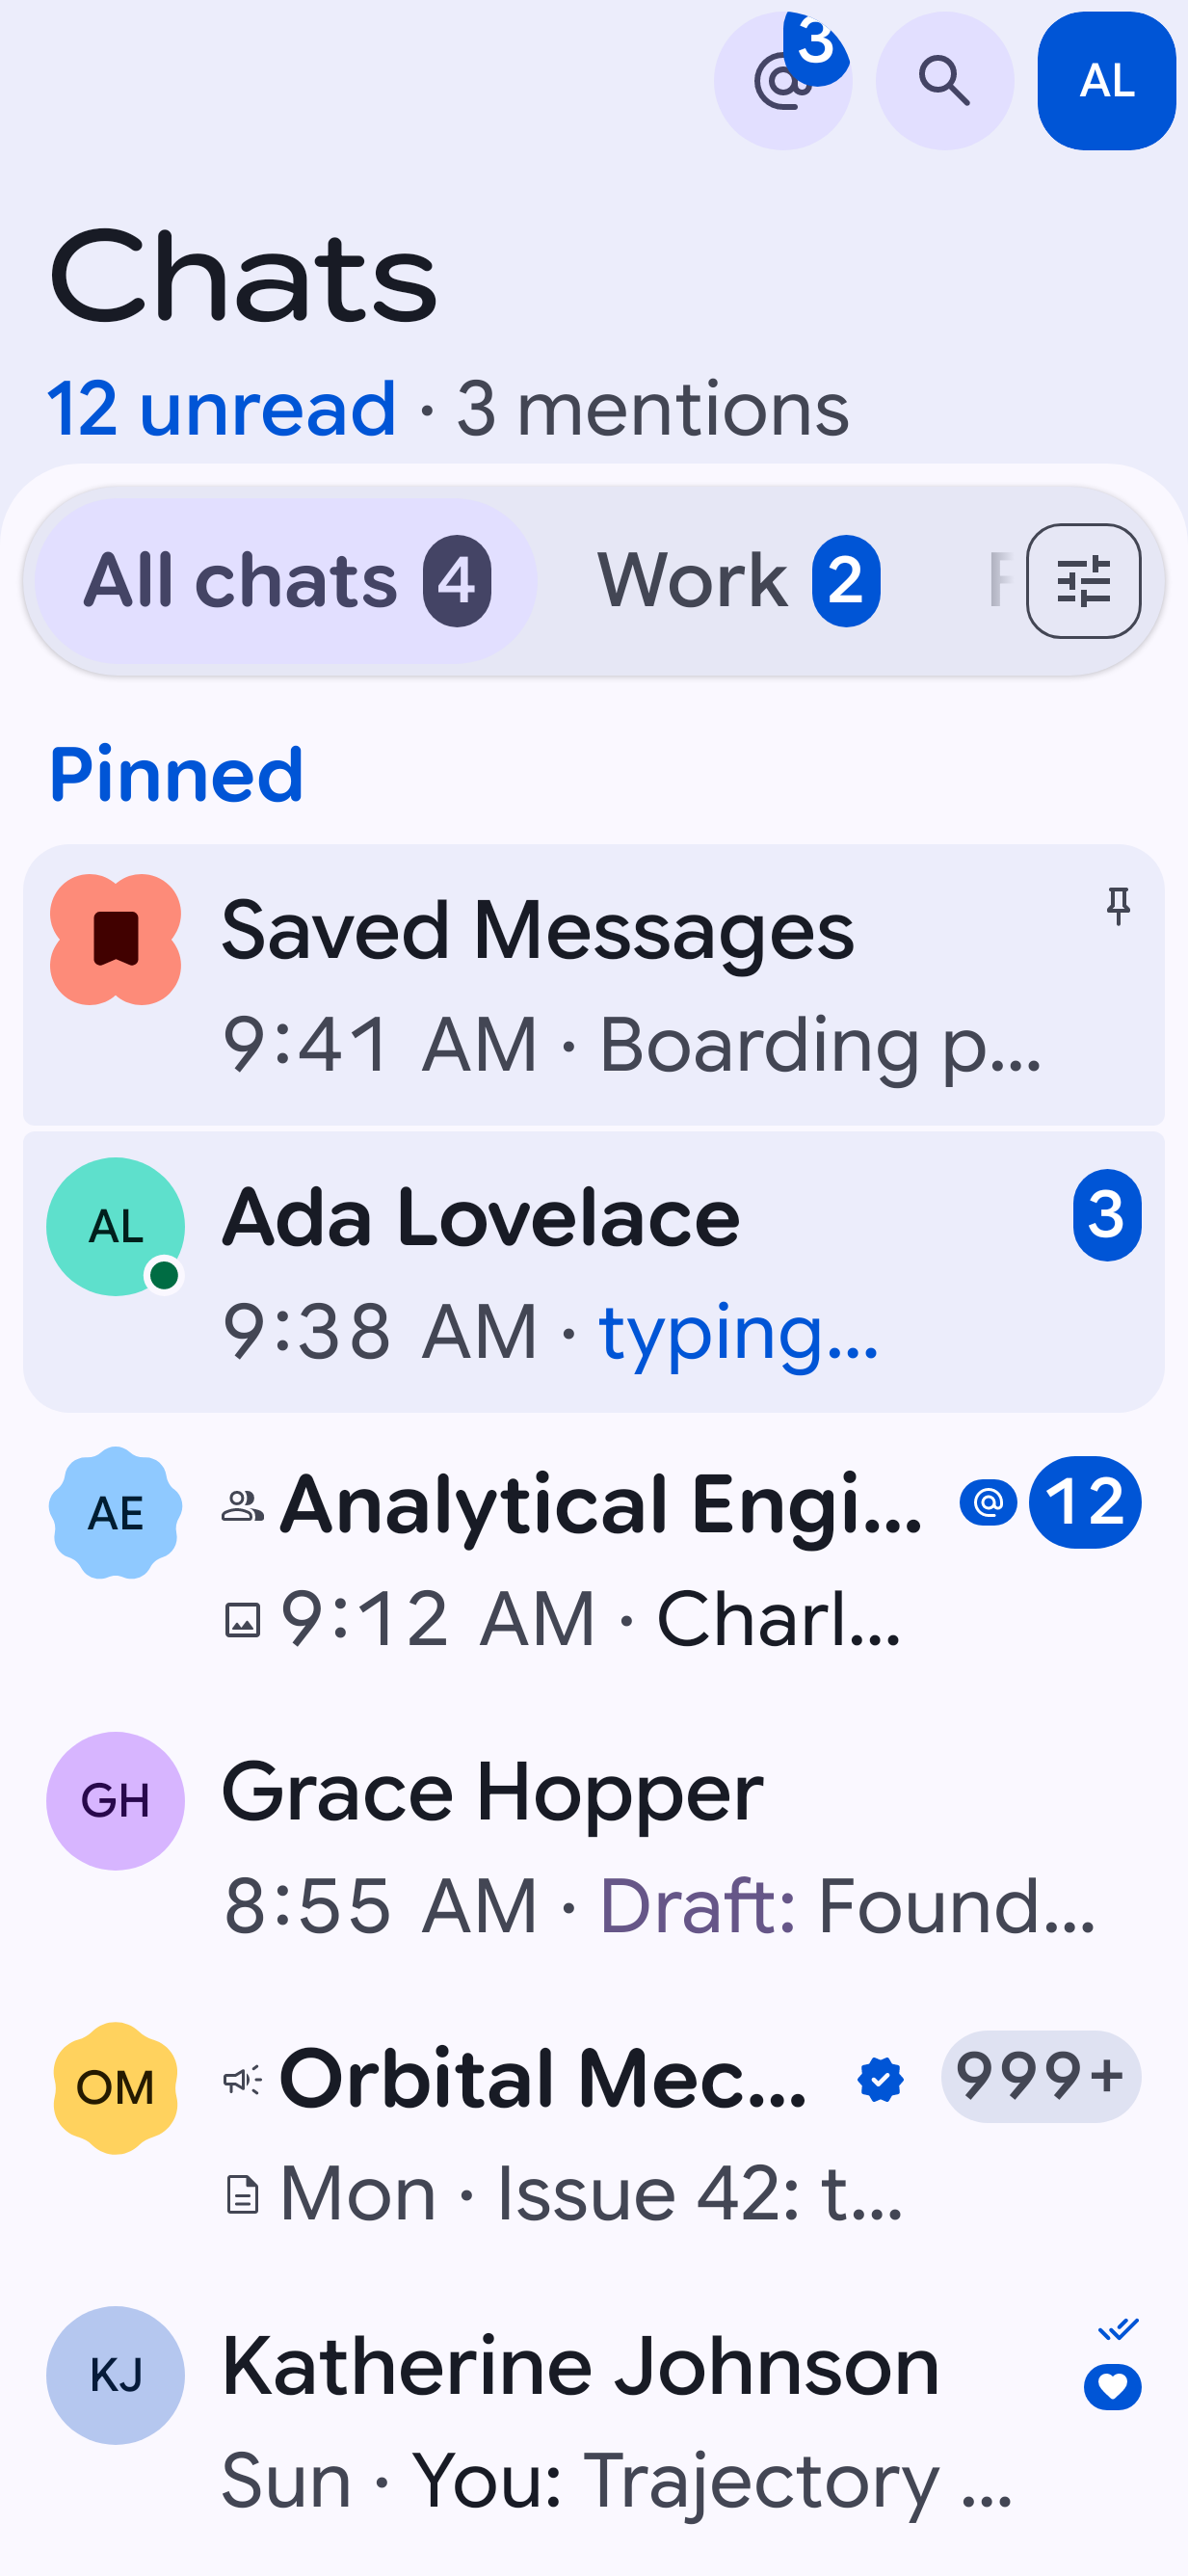 3
AL
Chats
12 unread · 3 mentions
All chats 4 Work 2
Pinned
Saved Messages
9:41 AM · Boarding p...
AL Ada Lovelace 3
9:38 AM · typing...
AE Analytical Engi... @ 12
9:12 AM · Charl...
GH Grace Hopper
8:55 AM · Draft: Found...
OM Orbital Mec... 999+
Mon · Issue 42: t...
KJ Katherine Johnson
Sun · You: Trajectory ...